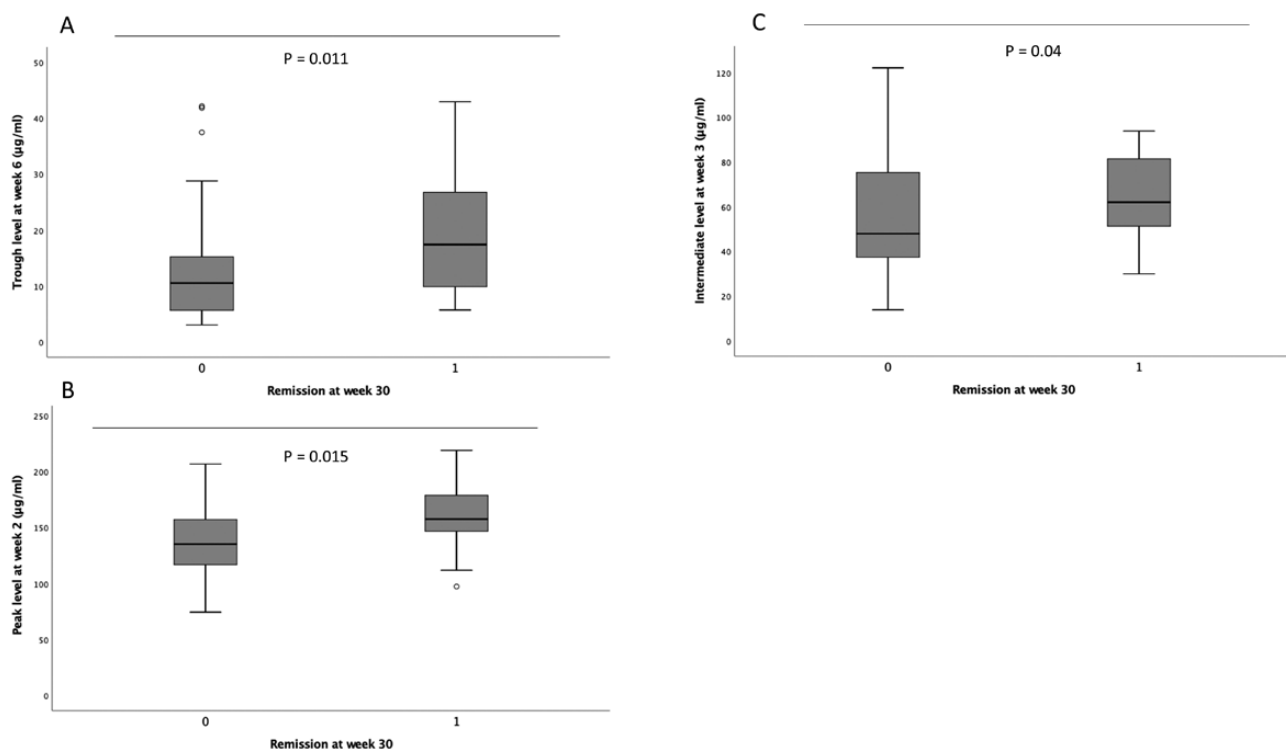 A
P = 0.011
Trough level at week 6 (µg/ml)
50
40
30
20
10
0
0 1
Remission at week 30
B
P = 0.015
Peak level at week 2 (µg/ml)
250
200
150
100
50
0
0 1
Remission at week 30
C
P = 0.04
Intermediate level at week 3 (µg/ml)
120
100
80
60
40
20
0
0 1
Remission at week 30